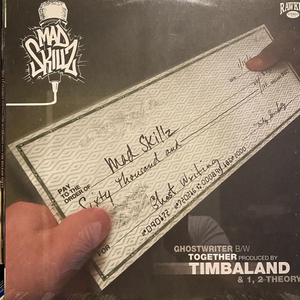 MAD
SKILLZ
RAWKUS
PAY TO THE
ORDER OF
Mad Skillz
Sixty Thousand and
FOR
Ghost Writing
GHOSTWRITER B/W
TOGETHER PRODUCED BY
TIMBALAND
& 1, 2-THEORY